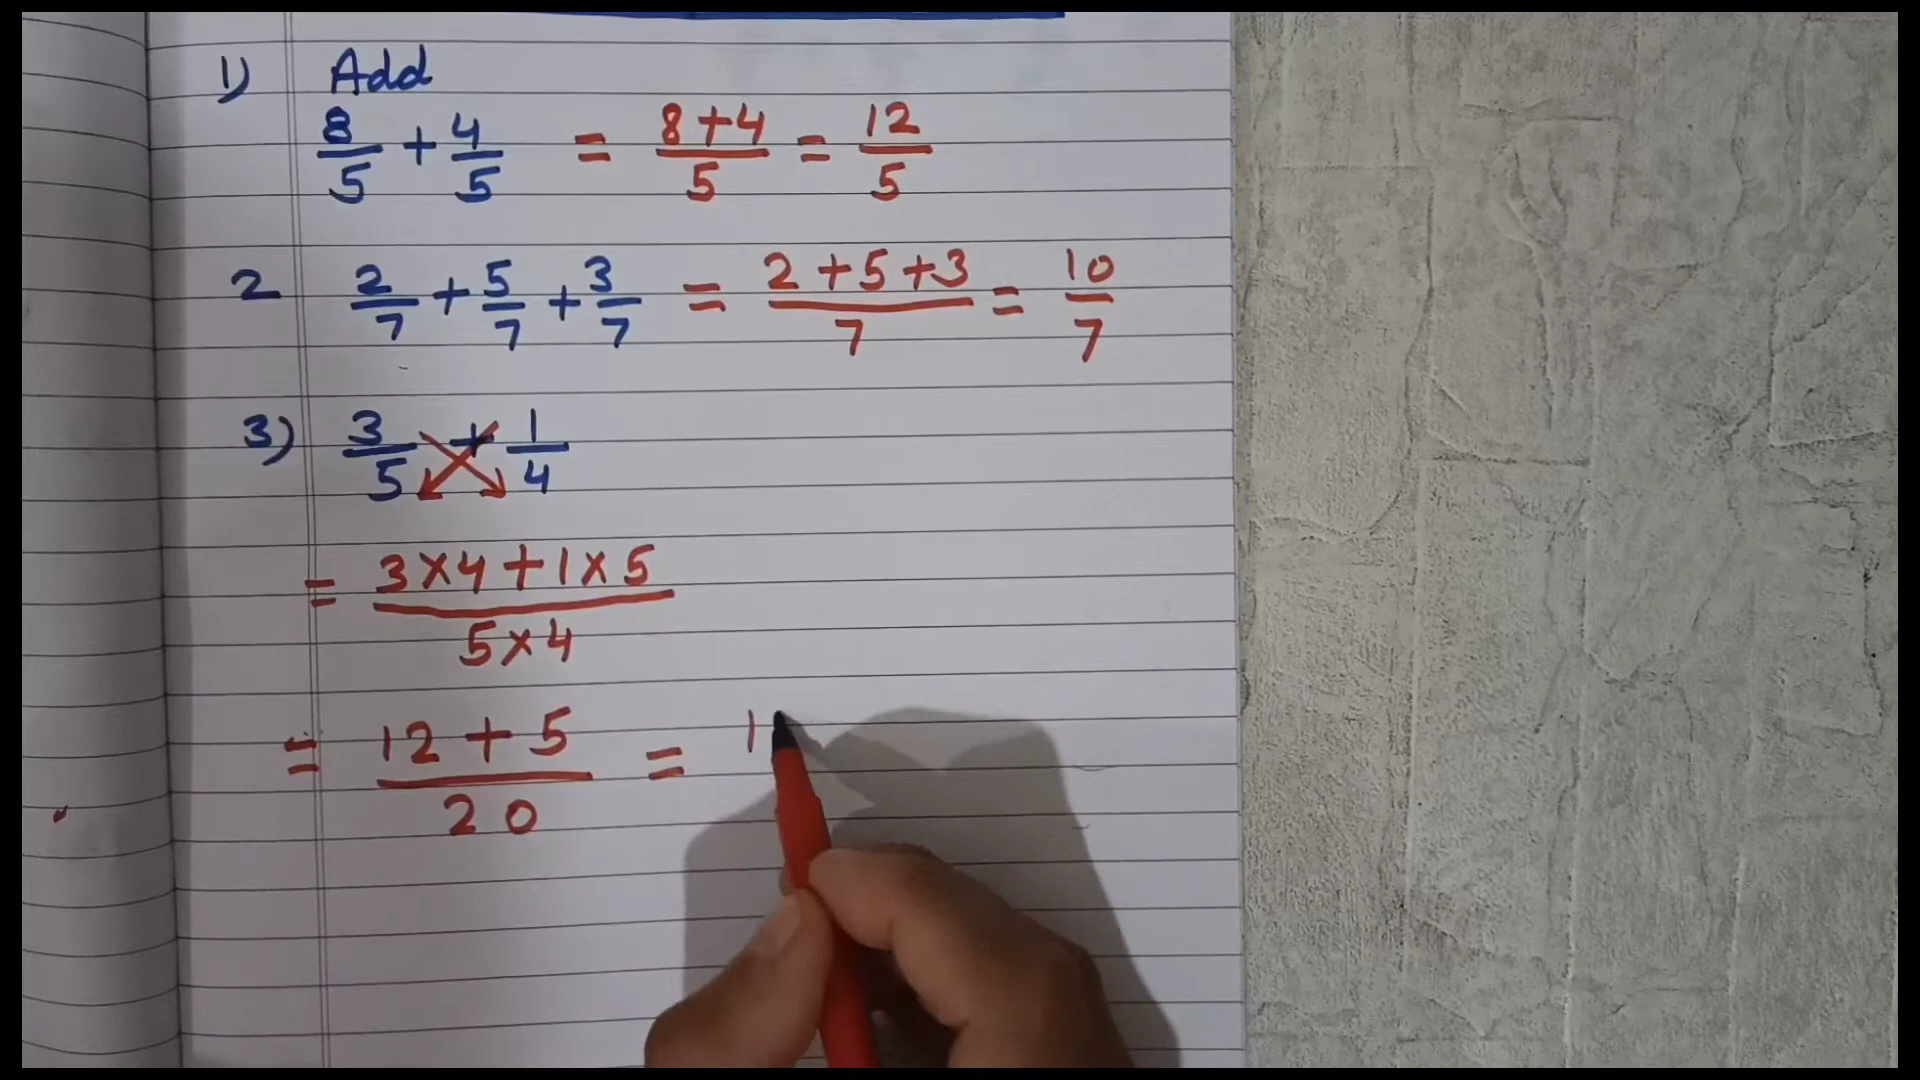 1) Add
8/5 + 4/5 = 8+4/5 = 12/5
2 2/7 + 5/7 + 3/7 = 2+5+3/7 = 10/7
3) 3/5 + 1/4
= 3×4+1×5/5×4
= 12+5/20 = 1